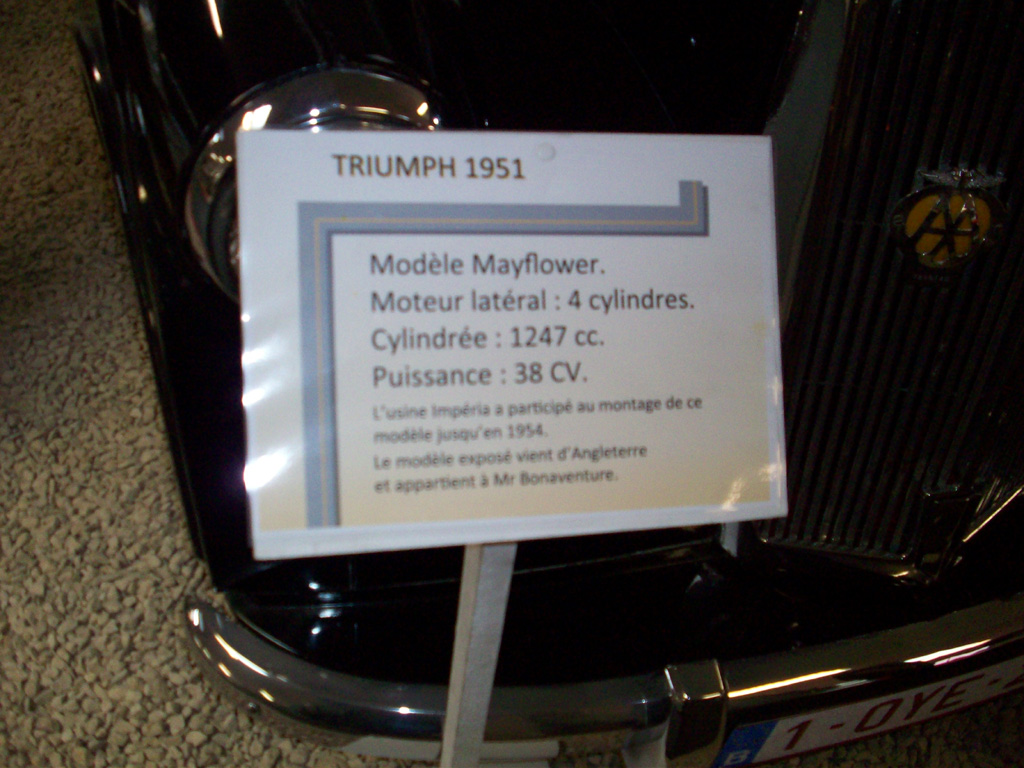 TRIUMPH 1951
Modèle Mayflower.
Moteur latéral : 4 cylindres.
Cylindrée : 1247 cc.
Puissance : 38 CV.
L'usine Impéria a participé au montage de ce
modèle jusqu'en 1954.
Le modèle exposé vient d'Angleterre
et appartient à Mr Bonaventure.
AA
B 1-OYE-